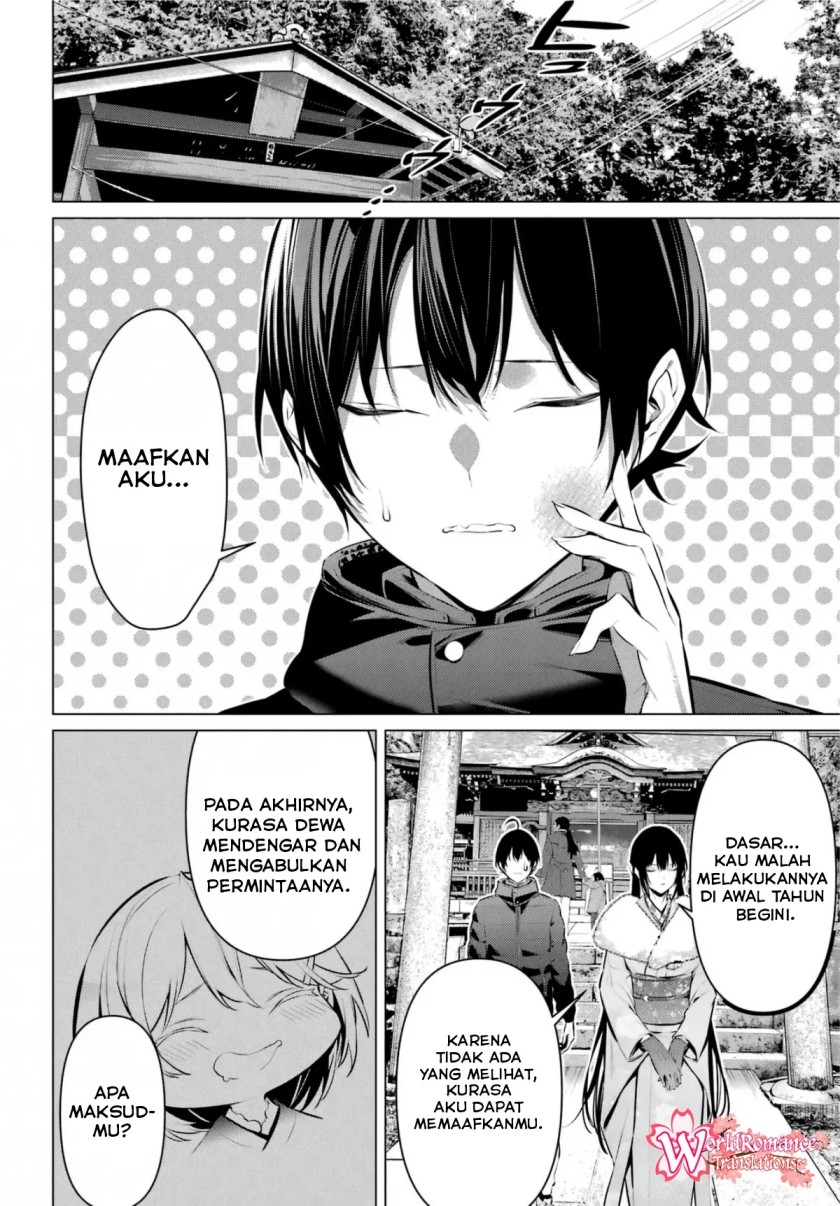 MAAFKAN
AKU...
DASAR...
KAU MALAH
MELAKUKANNYA
DI AWAL TAHUN
BEGINI.
KARENA
TIDAK ADA
YANG MELIHAT,
KURASA
AKU DAPAT
MEMAAFKANMU.
PADA AKHIRNYA,
KURASA DEWA
MENDENGAR DAN
MENGABULKAN
PERMINTAANYA.
APA
MAKSUD-
MU?
WorldRomance
Translations